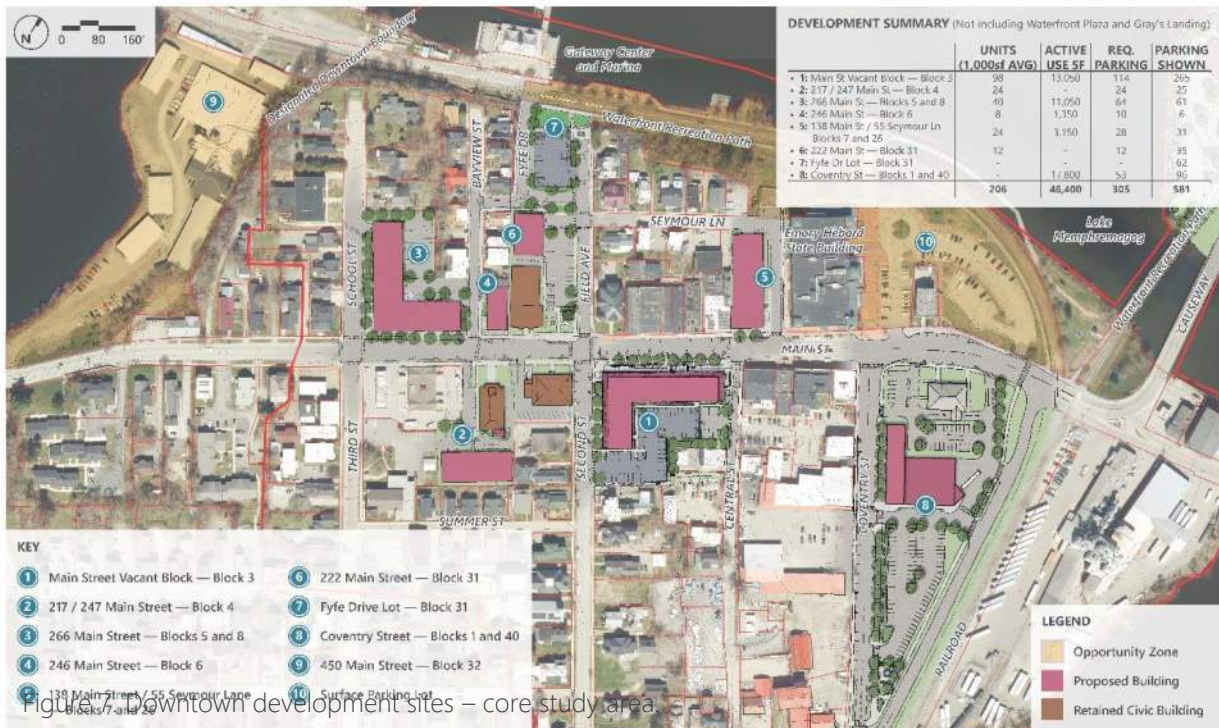 N
0 80 160'
Designated Downtown Boundary
Gateway Center
and Marina
Waterfront Recreation Path
DEVELOPMENT SUMMARY (Not including Waterfront Plaza and Gray's Landing)
UNITS ACTIVE REQ. PARKING
(1,000sf AVG) USE SF PARKING SHOWN
• 1: Main St Vacant Block — Block 3 98 13,050 114 265
• 2: 217 / 247 Main St — Block 4 24 - 24 25
• 3: 266 Main St — Blocks 5 and 8 40 11,050 64 61
• 4: 246 Main St — Block 6 8 1,350 10 6
• 5: 138 Main St / 55 Seymour Ln
Blocks 7 and 26 24 3,150 28 31
• 6: 222 Main St — Block 31 12 - 12 35
• 7: Fyfe Dr Lot — Block 31 - - - 62
• 8: Coventry St — Blocks 1 and 40 - 17,800 53 96
206 46,400 305 581
9
7
BAYVIEW ST
FYFE DR
SCHOOL ST
SEYMOUR LN
FIELD AVE
Emory Hebard
State Building
Lake
Memphremagog
Waterfront Recreation Path
CAUSEWAY
6
3
4
5
10
MAIN ST
1
2
THIRD ST
SECOND ST
CENTRAL ST
COVENTRY ST
8
SUMMER ST
RAILROAD
KEY
1 Main Street Vacant Block — Block 3
2 217 / 247 Main Street — Block 4
3 266 Main Street — Blocks 5 and 8
4 246 Main Street — Block 6
5 138 Main Street / 55 Seymour Lane
Blocks 7 and 26
6 222 Main Street — Block 31
7 Fyfe Drive Lot — Block 31
8 Coventry Street — Blocks 1 and 40
9 450 Main Street — Block 32
10 Surface Parking Lot
Figure 7. Downtown development sites – core study area.
LEGEND
Opportunity Zone
Proposed Building
Retained Civic Building